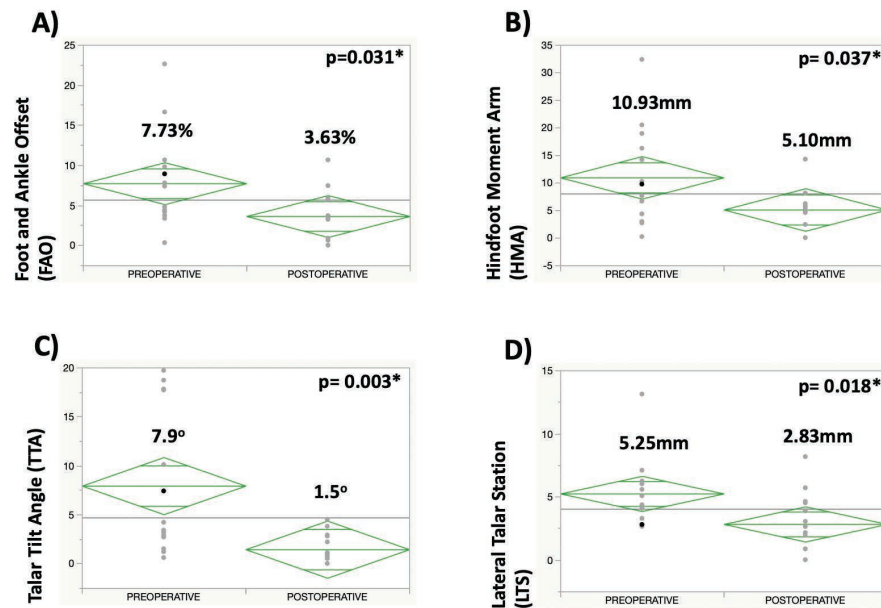 A)
p=0.031*
7.73%
3.63%
Foot and Ankle Offset
(FAO)
25
20
15
10
5
0
PREOPERATIVE
POSTOPERATIVE
B)
p= 0.037*
10.93mm
5.10mm
Hindfoot Moment Arm
(HMA)
35
30
25
20
15
10
5
0
-5
PREOPERATIVE
POSTOPERATIVE
C)
p= 0.003*
7.9º
1.5º
Talar Tilt Angle (TTA)
20
15
10
5
0
PREOPERATIVE
POSTOPERATIVE
D)
p= 0.018*
5.25mm
2.83mm
Lateral Talar Station
(LTS)
15
10
5
0
PREOPERATIVE
POSTOPERATIVE